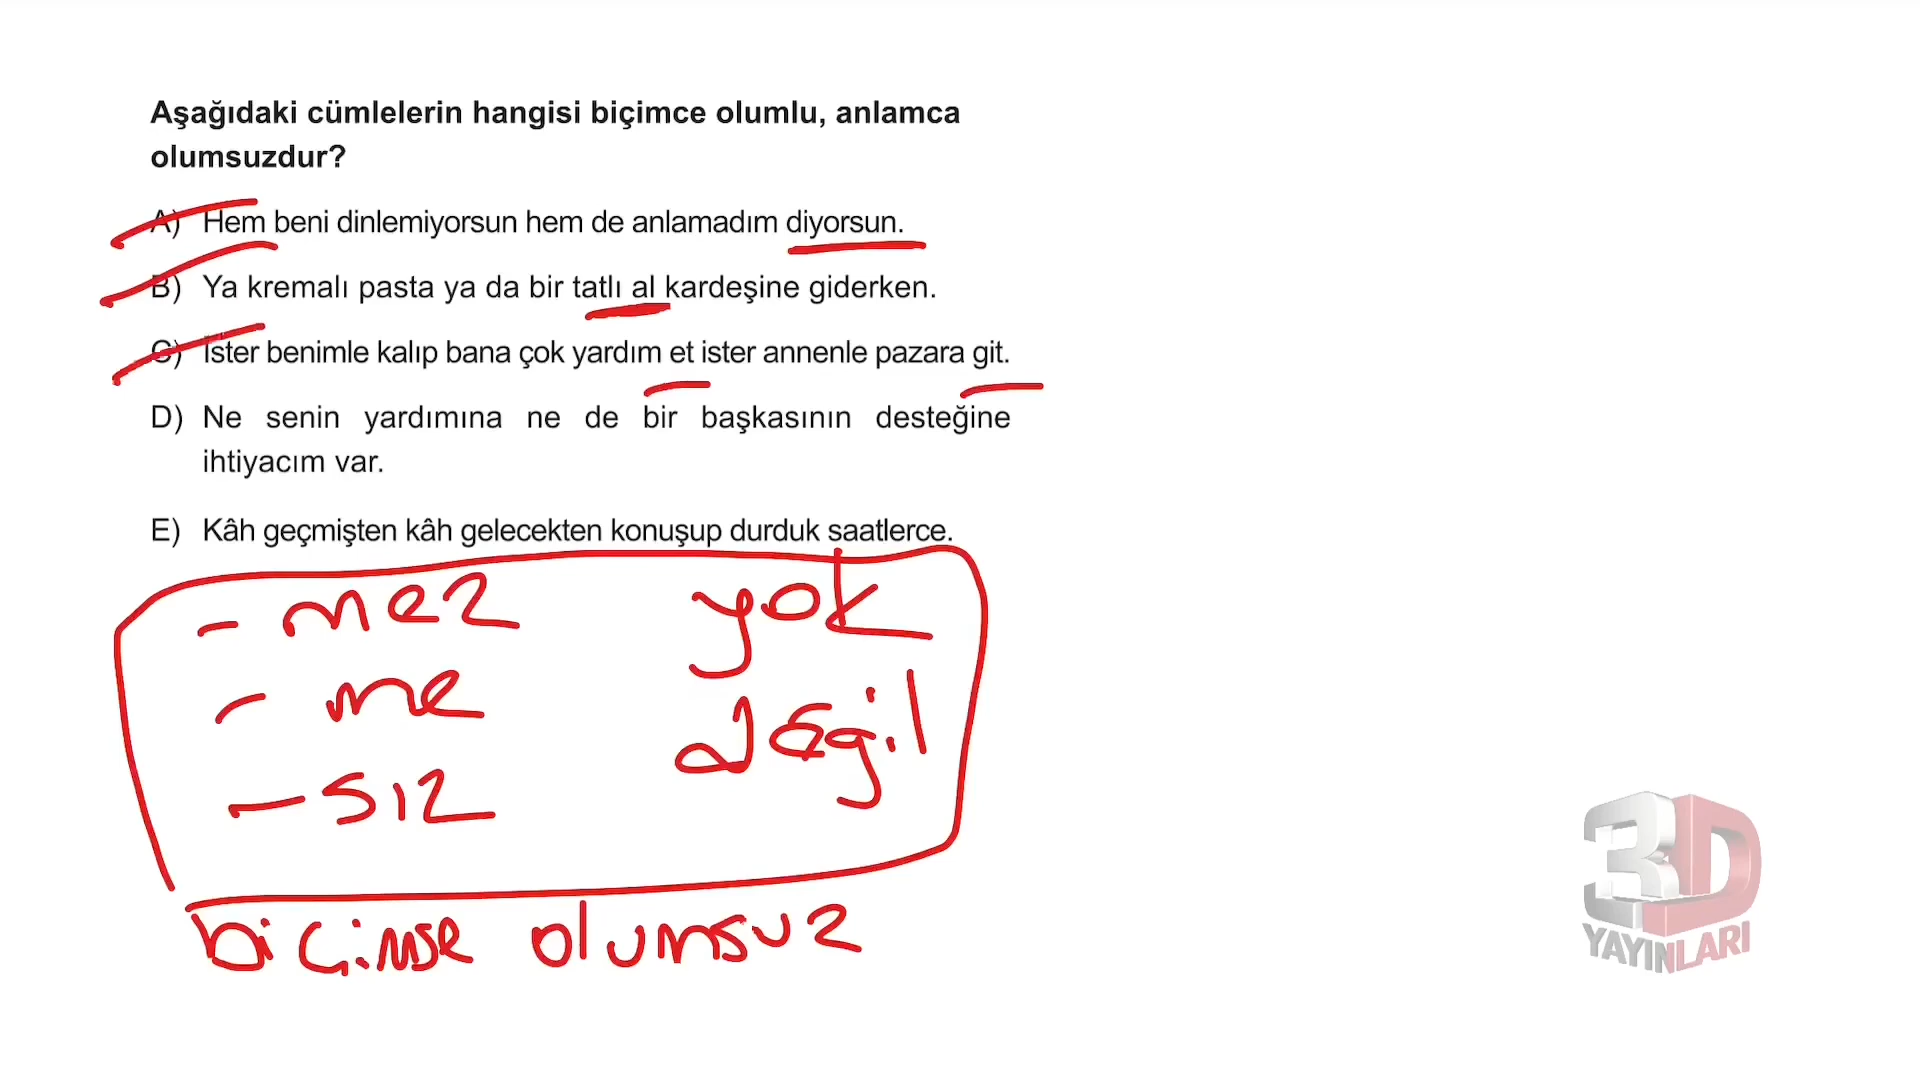 Aşağıdaki cümlelerin hangisi biçimce olumlu, anlamca
olumsuzdur?
A) Hem beni dinlemiyorsun hem de anlamadım diyorsun.
B) Ya kremalı pasta ya da bir tatlı al kardeşine giderken.
C) İster benimle kalıp bana çok yardım et ister annenle pazara git.
D) Ne senin yardımına ne de bir başkasının desteğine
ihtiyacım var.
E) Kâh geçmişten kâh gelecekten konuşup durduk saatlerce.
- mez yok
- me değil
- sız
biçimse olumsuz
3D
YAYINLARI